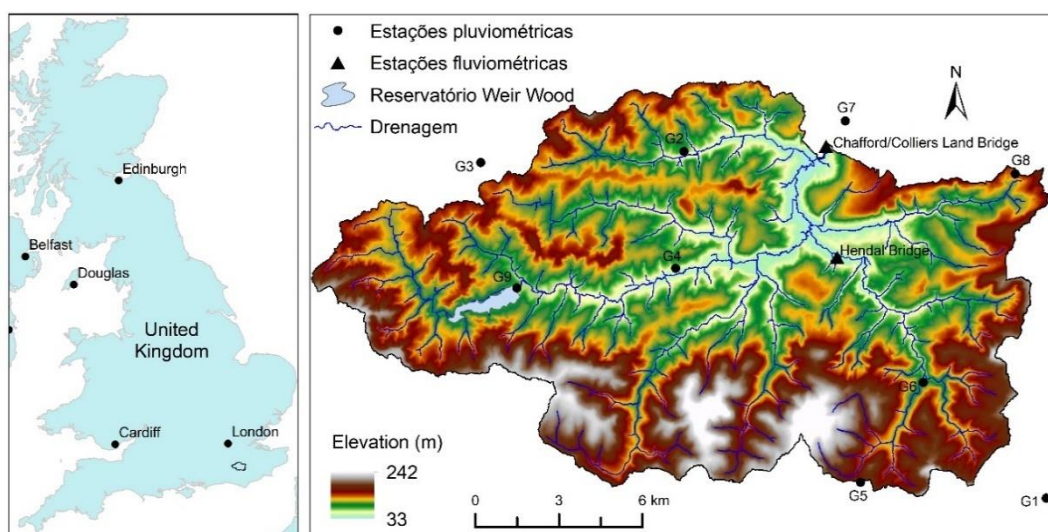 Edinburgh
Belfast
Douglas
United
Kingdom
Cardiff
London
Estações pluviométricas
Estações fluviométricas
Reservatório Weir Wood
Drenagem
N
G7
Chafford/Colliers Land Bridge
G2
G3
G8
Hendal Bridge
G4
G9
G6
Elevation (m)
242
33
0 3 6 km
G5
G1